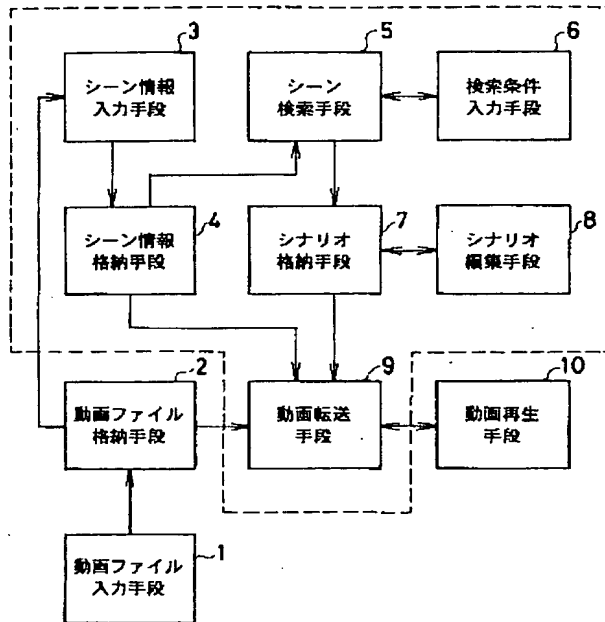 3
シーン情報
入力手段
5
シーン
検索手段
6
検索条件
入力手段
4
シーン情報
格納手段
7
シナリオ
格納手段
8
シナリオ
編集手段
2
動画ファイル
格納手段
9
動画転送
手段
10
動画再生
手段
1
動画ファイル
入力手段